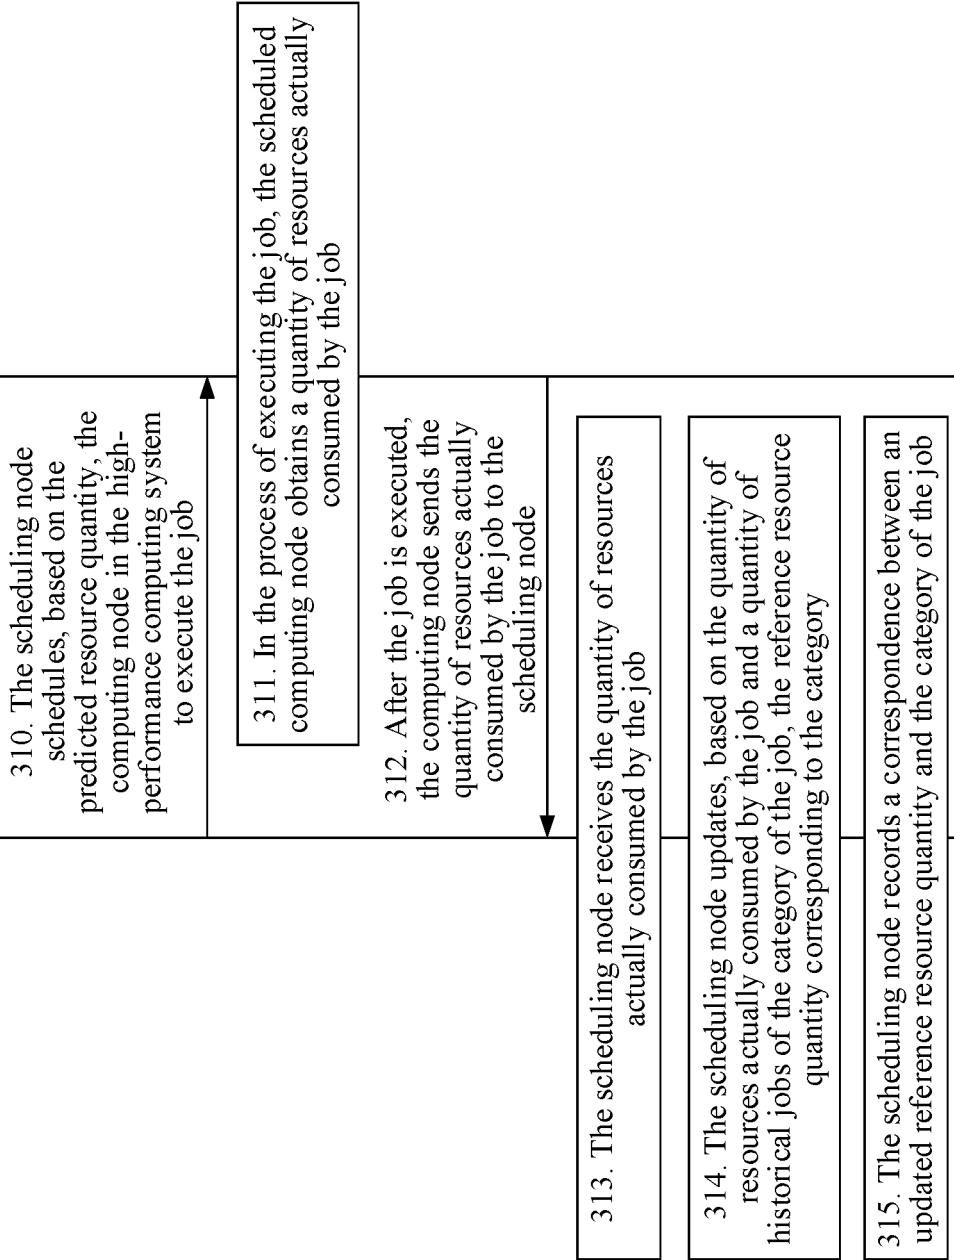 310. The scheduling node
schedules, based on the
predicted resource quantity, the
computing node in the high-
performance computing system
to execute the job
311. In the process of executing the job, the scheduled
computing node obtains a quantity of resources actually
consumed by the job
312. After the job is executed,
the computing node sends the
quantity of resources actually
consumed by the job to the
scheduling node
313. The scheduling node receives the quantity of resources
actually consumed by the job
314. The scheduling node updates, based on the quantity of
resources actually consumed by the job and a quantity of
historical jobs of the category of the job, the reference resource
quantity corresponding to the category
315. The scheduling node records a correspondence between an
updated reference resource quantity and the category of the job